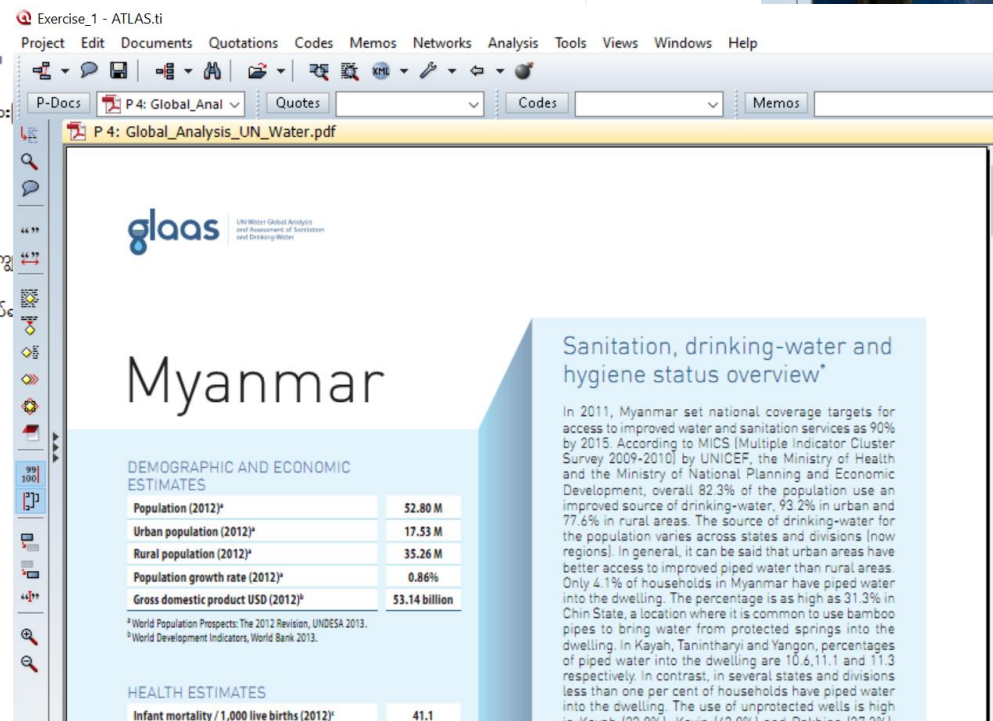 Exercise_1 - ATLAS.ti
Project Edit Documents Quotations Codes Memos Networks Analysis Tools Views Windows Help
XML
P-Docs P 4: Global_Anal Quotes Codes Memos
P 4: Global_Analysis_UN_Water.pdf
99
100
glaas
UN-Water Global Analysis
and Assessment of Sanitation
and Drinking-Water
Myanmar
DEMOGRAPHIC AND ECONOMIC
ESTIMATES
Population (2012)ᵃ 52.80 M
Urban population (2012)ᵃ 17.53 M
Rural population (2012)ᵃ 35.26 M
Population growth rate (2012)ᵃ 0.86%
Gross domestic product USD (2012)ᵇ 53.14 billion
ᵃ World Population Prospects: The 2012 Revision, UNDESA 2013.
ᵇ World Development Indicators, World Bank 2013.
HEALTH ESTIMATES
Infant mortality / 1,000 live births (2012)ᶜ 41.1
Sanitation, drinking-water and
hygiene status overview*
In 2011, Myanmar set national coverage targets for
access to improved water and sanitation services as 90%
by 2015. According to MICS (Multiple Indicator Cluster
Survey 2009-2010) by UNICEF, the Ministry of Health
and the Ministry of National Planning and Economic
Development, overall 82.3% of the population use an
improved source of drinking-water, 93.2% in urban and
77.6% in rural areas. The source of drinking-water for
the population varies across states and divisions (now
regions). In general, it can be said that urban areas have
better access to improved piped water than rural areas.
Only 4.1% of households in Myanmar have piped water
into the dwelling. The percentage is as high as 31.3% in
Chin State, a location where it is common to use bamboo
pipes to bring water from protected springs into the
dwelling. In Kayah, Tanintharyi and Yangon, percentages
of piped water into the dwelling are 10.6,11.1 and 11.3
respectively. In contrast, in several states and divisions
less than one per cent of households have piped water
into the dwelling. The use of unprotected wells is high